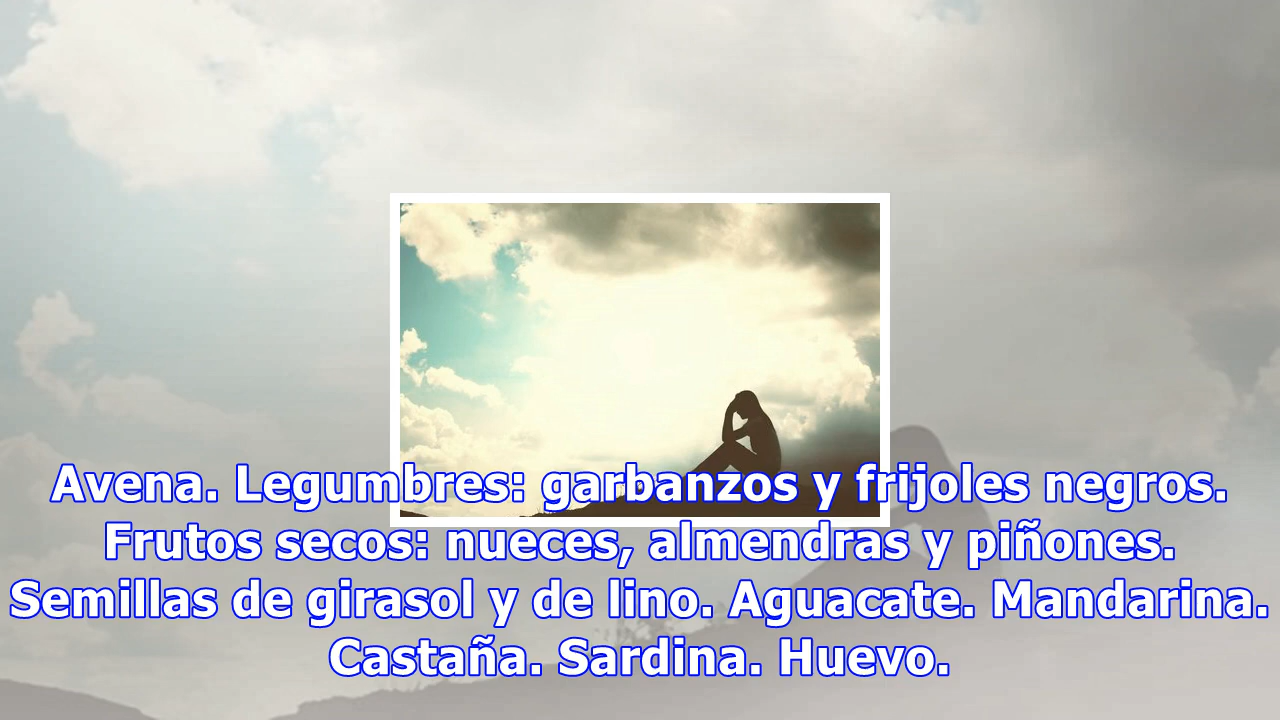 Avena. Legumbres: garbanzos y frijoles negros.
Frutos secos: nueces, almendras y piñones.
Semillas de girasol y de lino. Aguacate. Mandarina.
Castaña. Sardina. Huevo.